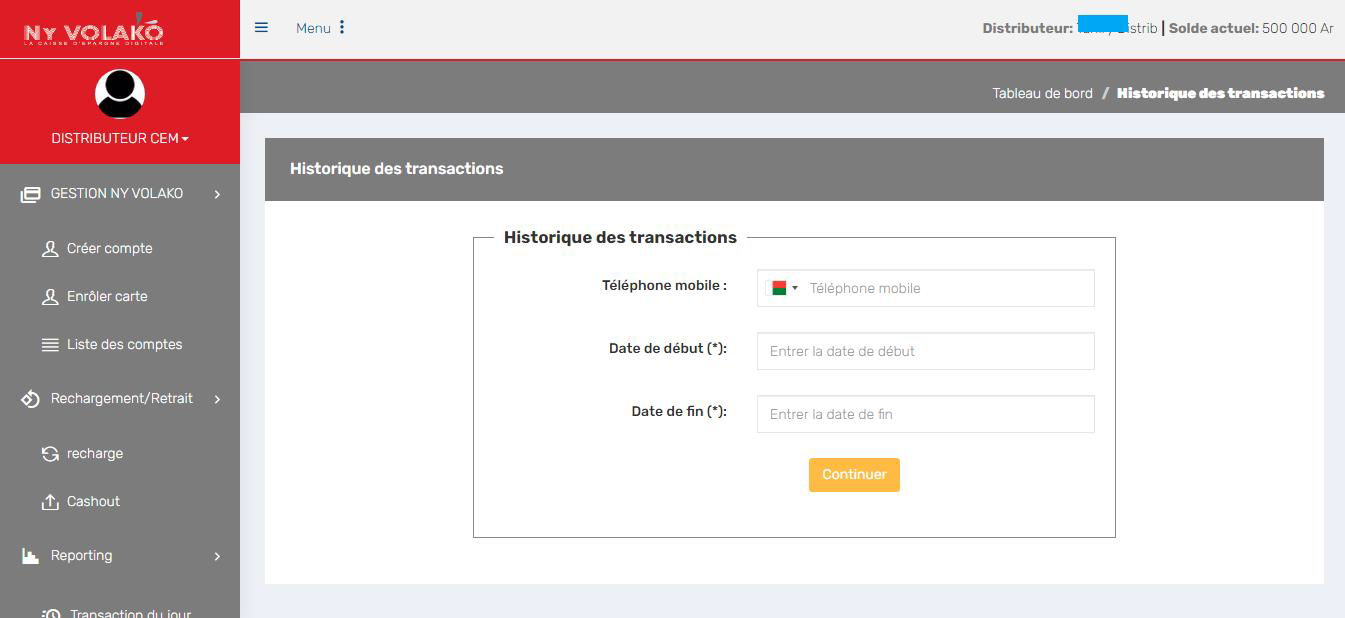 NY VOLAKO
LA CAISSE D'EPARGNE DIGITALE
Menu
Distributeur: Distrib | Solde actuel: 500 000 Ar
DISTRIBUTEUR CEM
Tableau de bord / Historique des transactions
GESTION NY VOLAKO
Créer compte
Enrôler carte
Liste des comptes
Rechargement/Retrait
recharge
Cashout
Reporting
Transaction du jour
Historique des transactions
Historique des transactions
Téléphone mobile :
Téléphone mobile
Date de début (*):
Entrer la date de début
Date de fin (*):
Entrer la date de fin
Continuer